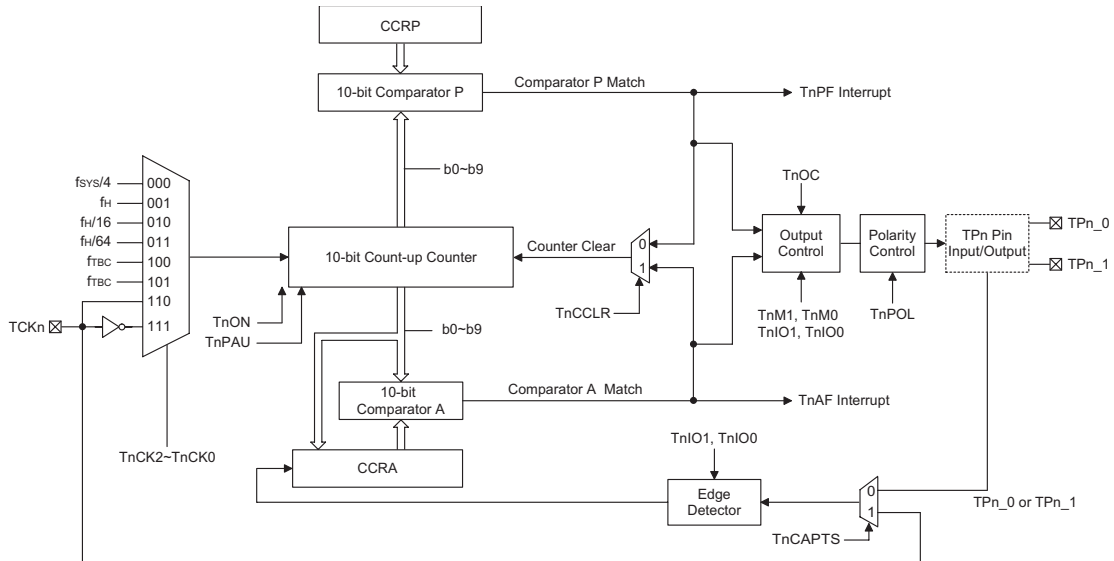 CCRP
10-bit Comparator P
Comparator P Match
TnPF Interrupt
b0~b9
fSYS/4
000
fH
001
fH/16
010
fH/64
011
fTBC
100
fTBC
101
110
111
TCKn
TnCK2~TnCK0
10-bit Count-up Counter
TnON
TnPAU
Counter Clear
0
1
TnCCLR
TnOC
Output
Control
TnM1, TnM0
TnIO1, TnIO0
Polarity
Control
TnPOL
TPn Pin
Input/Output
TPn_0
TPn_1
b0~b9
10-bit
Comparator A
Comparator A Match
TnAF Interrupt
CCRA
TnIO1, TnIO0
Edge
Detector
0
1
TnCAPTS
TPn_0 or TPn_1